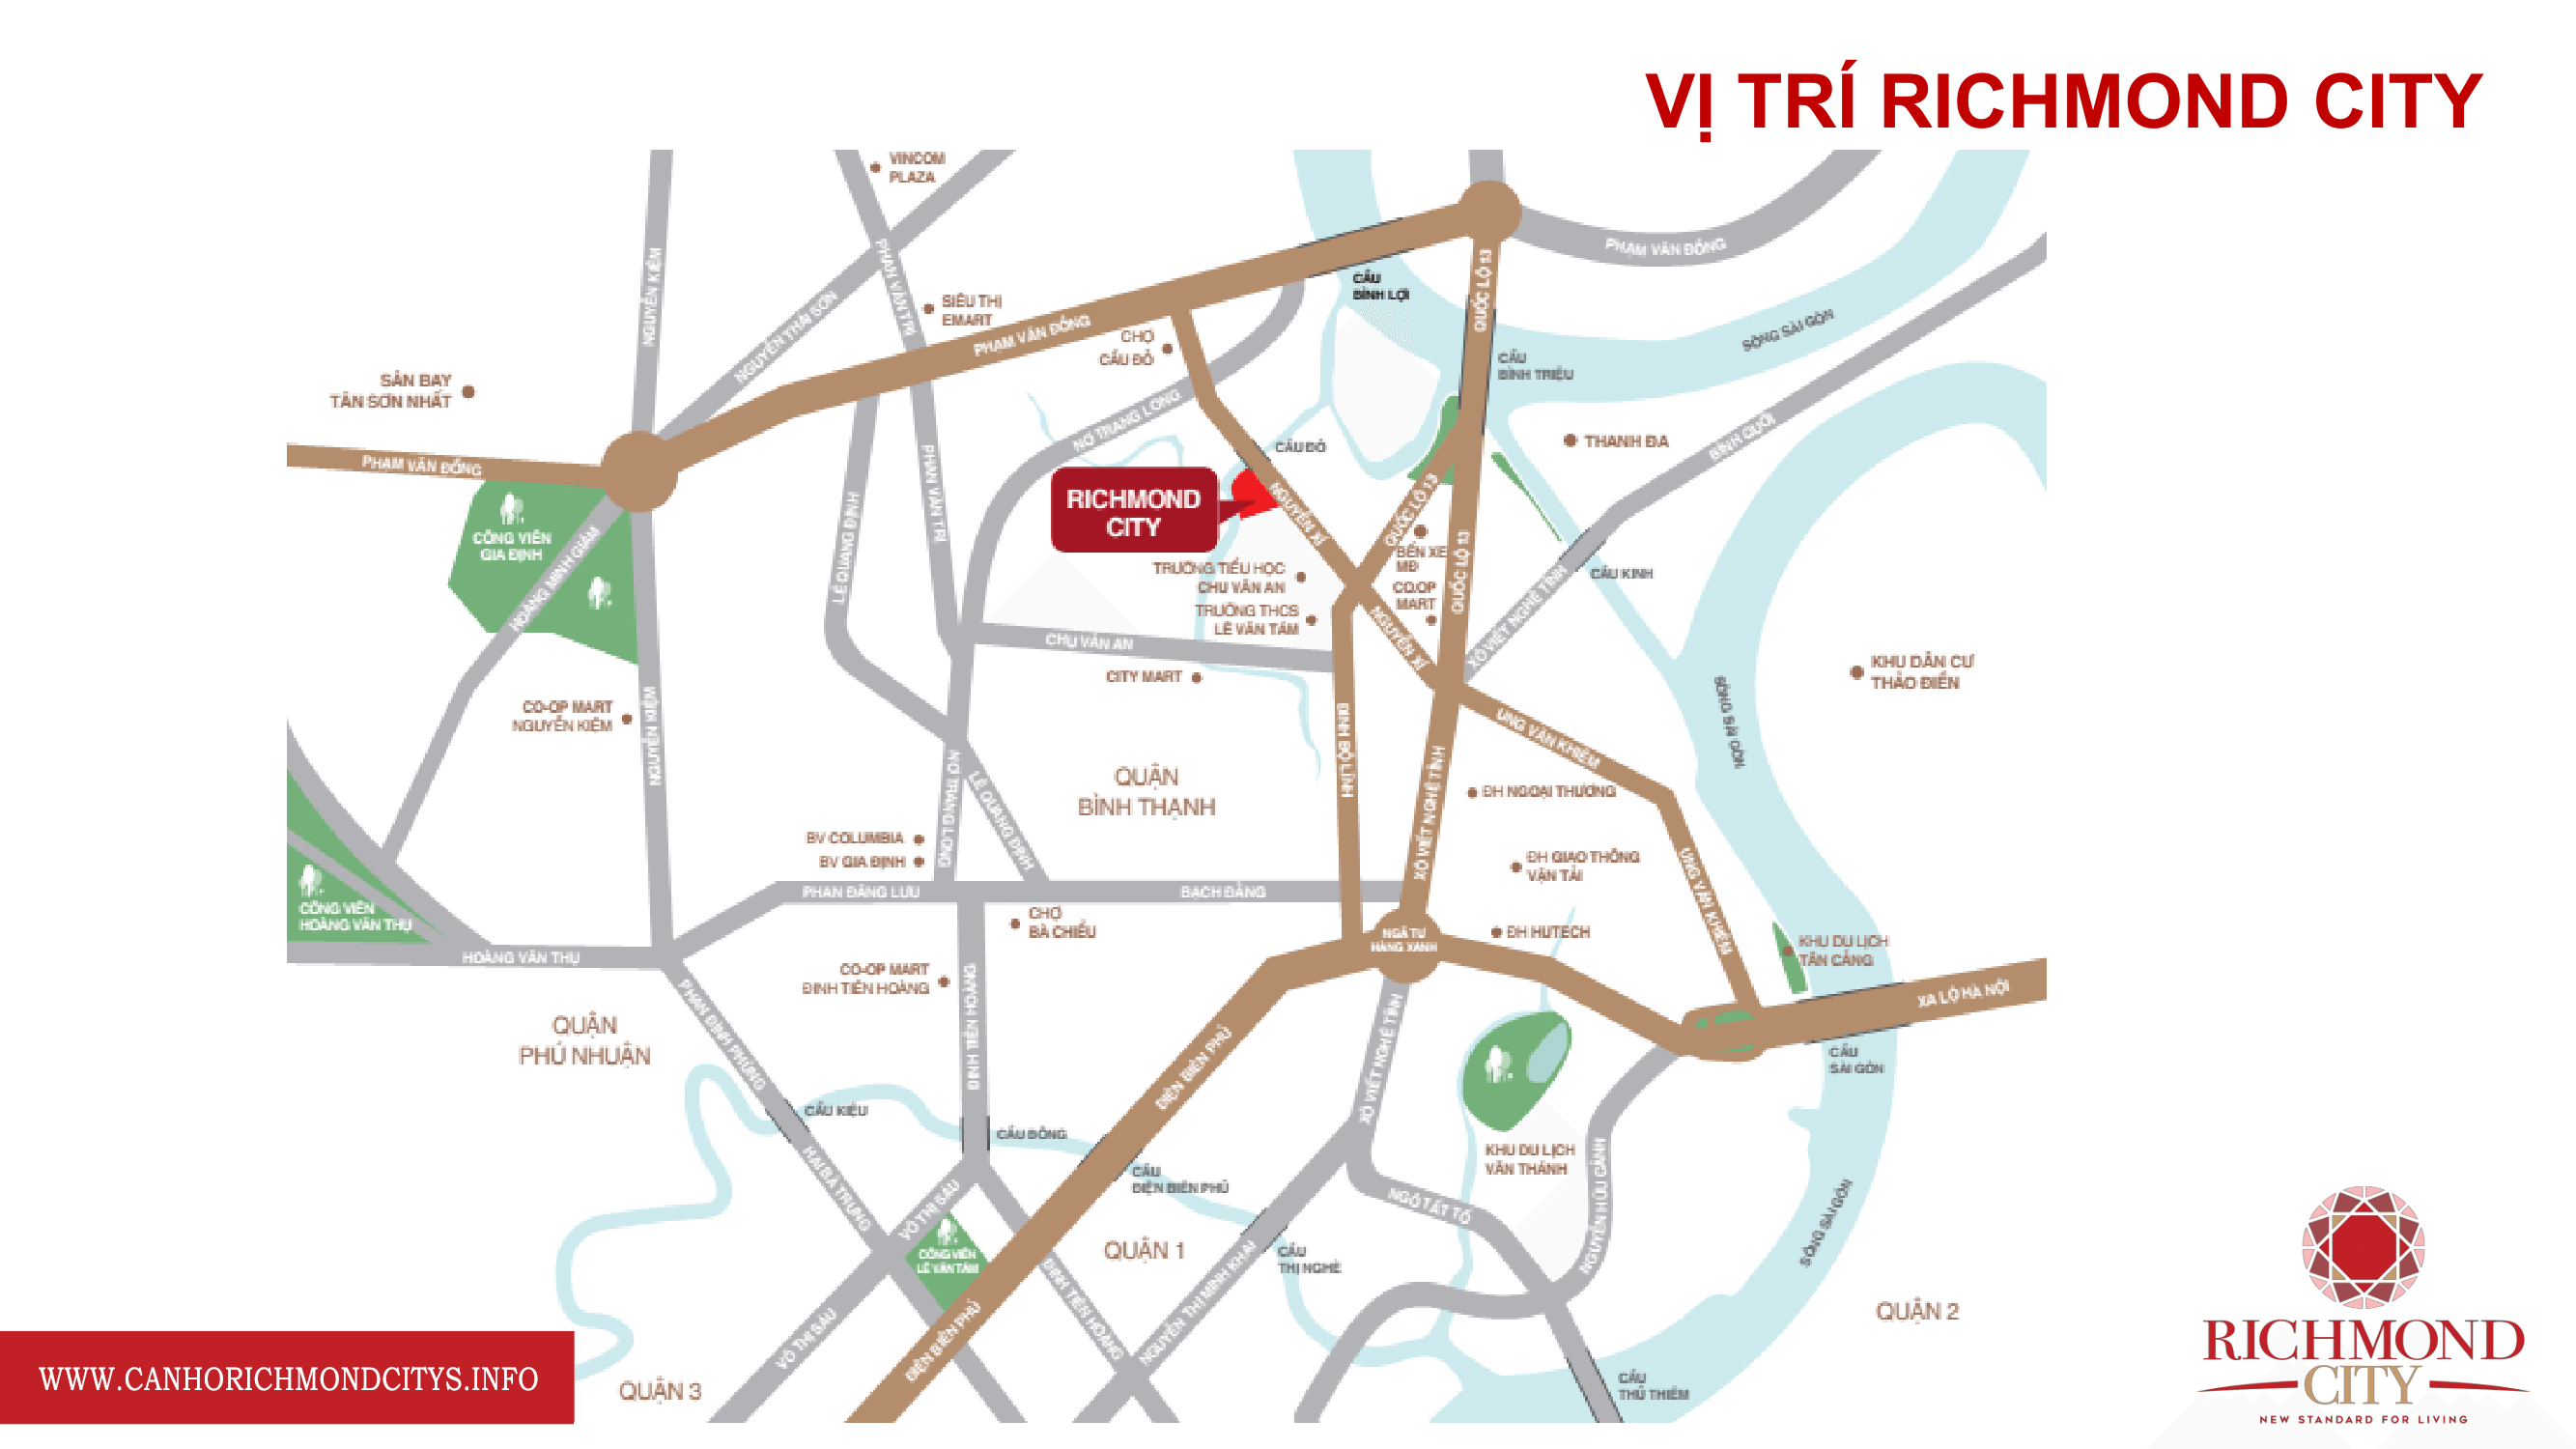 VỊ TRÍ RICHMOND CITY
VINCOM
PLAZA
NGUYỄN KIỆM
PHAN VĂN TRỊ
NGUYỄN THÁI SƠN
SIÊU THỊ
EMART
PHẠM VĂN ĐỒNG
CHỢ
CẦU ĐỎ
CẦU
BÌNH LỢI
QUỐC LỘ 13
PHẠM VĂN ĐỒNG
SÔNG SÀI GÒN
CẦU
BÌNH TRIỆU
SÂN BAY
TÂN SƠN NHẤT
PHẠM VĂN ĐỒNG
NƠ TRANG LONG
CẦU ĐỎ
THANH ĐA
BÌNH QUỚI
RICHMOND
CITY
NGUYỄN XÍ
QUỐC LỘ 13
BẾN XE
MĐ
CO.OP
MART
QUỐC LỘ 13
CẦU KINH
XÔ VIẾT NGHỆ TĨNH
CÔNG VIÊN
GIA ĐỊNH
HOÀNG MINH GIÁM
LÊ QUANG ĐỊNH
PHAN VĂN TRỊ
TRƯỜNG TIỂU HỌC
CHU VĂN AN
TRƯỜNG THCS
LÊ VĂN TÁM
CHU VĂN AN
NGUYỄN XÍ
CITY MART
KHU DÂN CƯ
THẢO ĐIỀN
SÔNG SÀI GÒN
CO-OP MART
NGUYỄN KIỆM
NGUYỄN KIỆM
ĐINH BỘ LĨNH
UNG VĂN KHIÊM
XÔ VIẾT NGHỆ TĨNH
QUẬN
BÌNH THẠNH
NƠ TRANG LONG
LÊ QUANG ĐỊNH
ĐH NGOẠI THƯƠNG
BV COLUMBIA
BV GIA ĐỊNH
ĐH GIAO THÔNG
VẬN TẢI
UNG VĂN KHIÊM
PHAN ĐĂNG LƯU
BẠCH ĐẰNG
CÔNG VIÊN
HOÀNG VĂN THỤ
CHỢ
BÀ CHIỂU
NGÃ TƯ
HÀNG XANH
ĐH HUTECH
KHU DU LỊCH
TÂN CẢNG
HOÀNG VĂN THỤ
CO-OP MART
ĐINH TIÊN HOÀNG
ĐINH TIÊN HOÀNG
XA LỘ HÀ NỘI
PHAN ĐÌNH PHÙNG
QUẬN
PHÚ NHUẬN
ĐIỆN BIÊN PHỦ
XÔ VIẾT NGHỆ TĨNH
CẦU
SÀI GÒN
CẦU KIỆU
CẦU BÔNG
CẦU
ĐIỆN BIÊN PHỦ
KHU DU LỊCH
VĂN THÁNH
NGUYỄN HỮU CẢNH
SÔNG SÀI GÒN
HAI BÀ TRƯNG
VÕ THỊ SÁU
NGÔ TẤT TỐ
CÔNG VIÊN
LÊ VĂN TÁM
QUẬN 1
CẦU
THỊ NGHÈ
ĐINH TIÊN HOÀNG
NGUYỄN THỊ MINH KHAI
VÕ THỊ SÁU
ĐIỆN BIÊN PHỦ
QUẬN 2
QUẬN 3
CẦU
THỦ THIÊM
WWW.CANHORICHMONDCITYS.INFO
RICHMOND
CITY
NEW STANDARD FOR LIVING